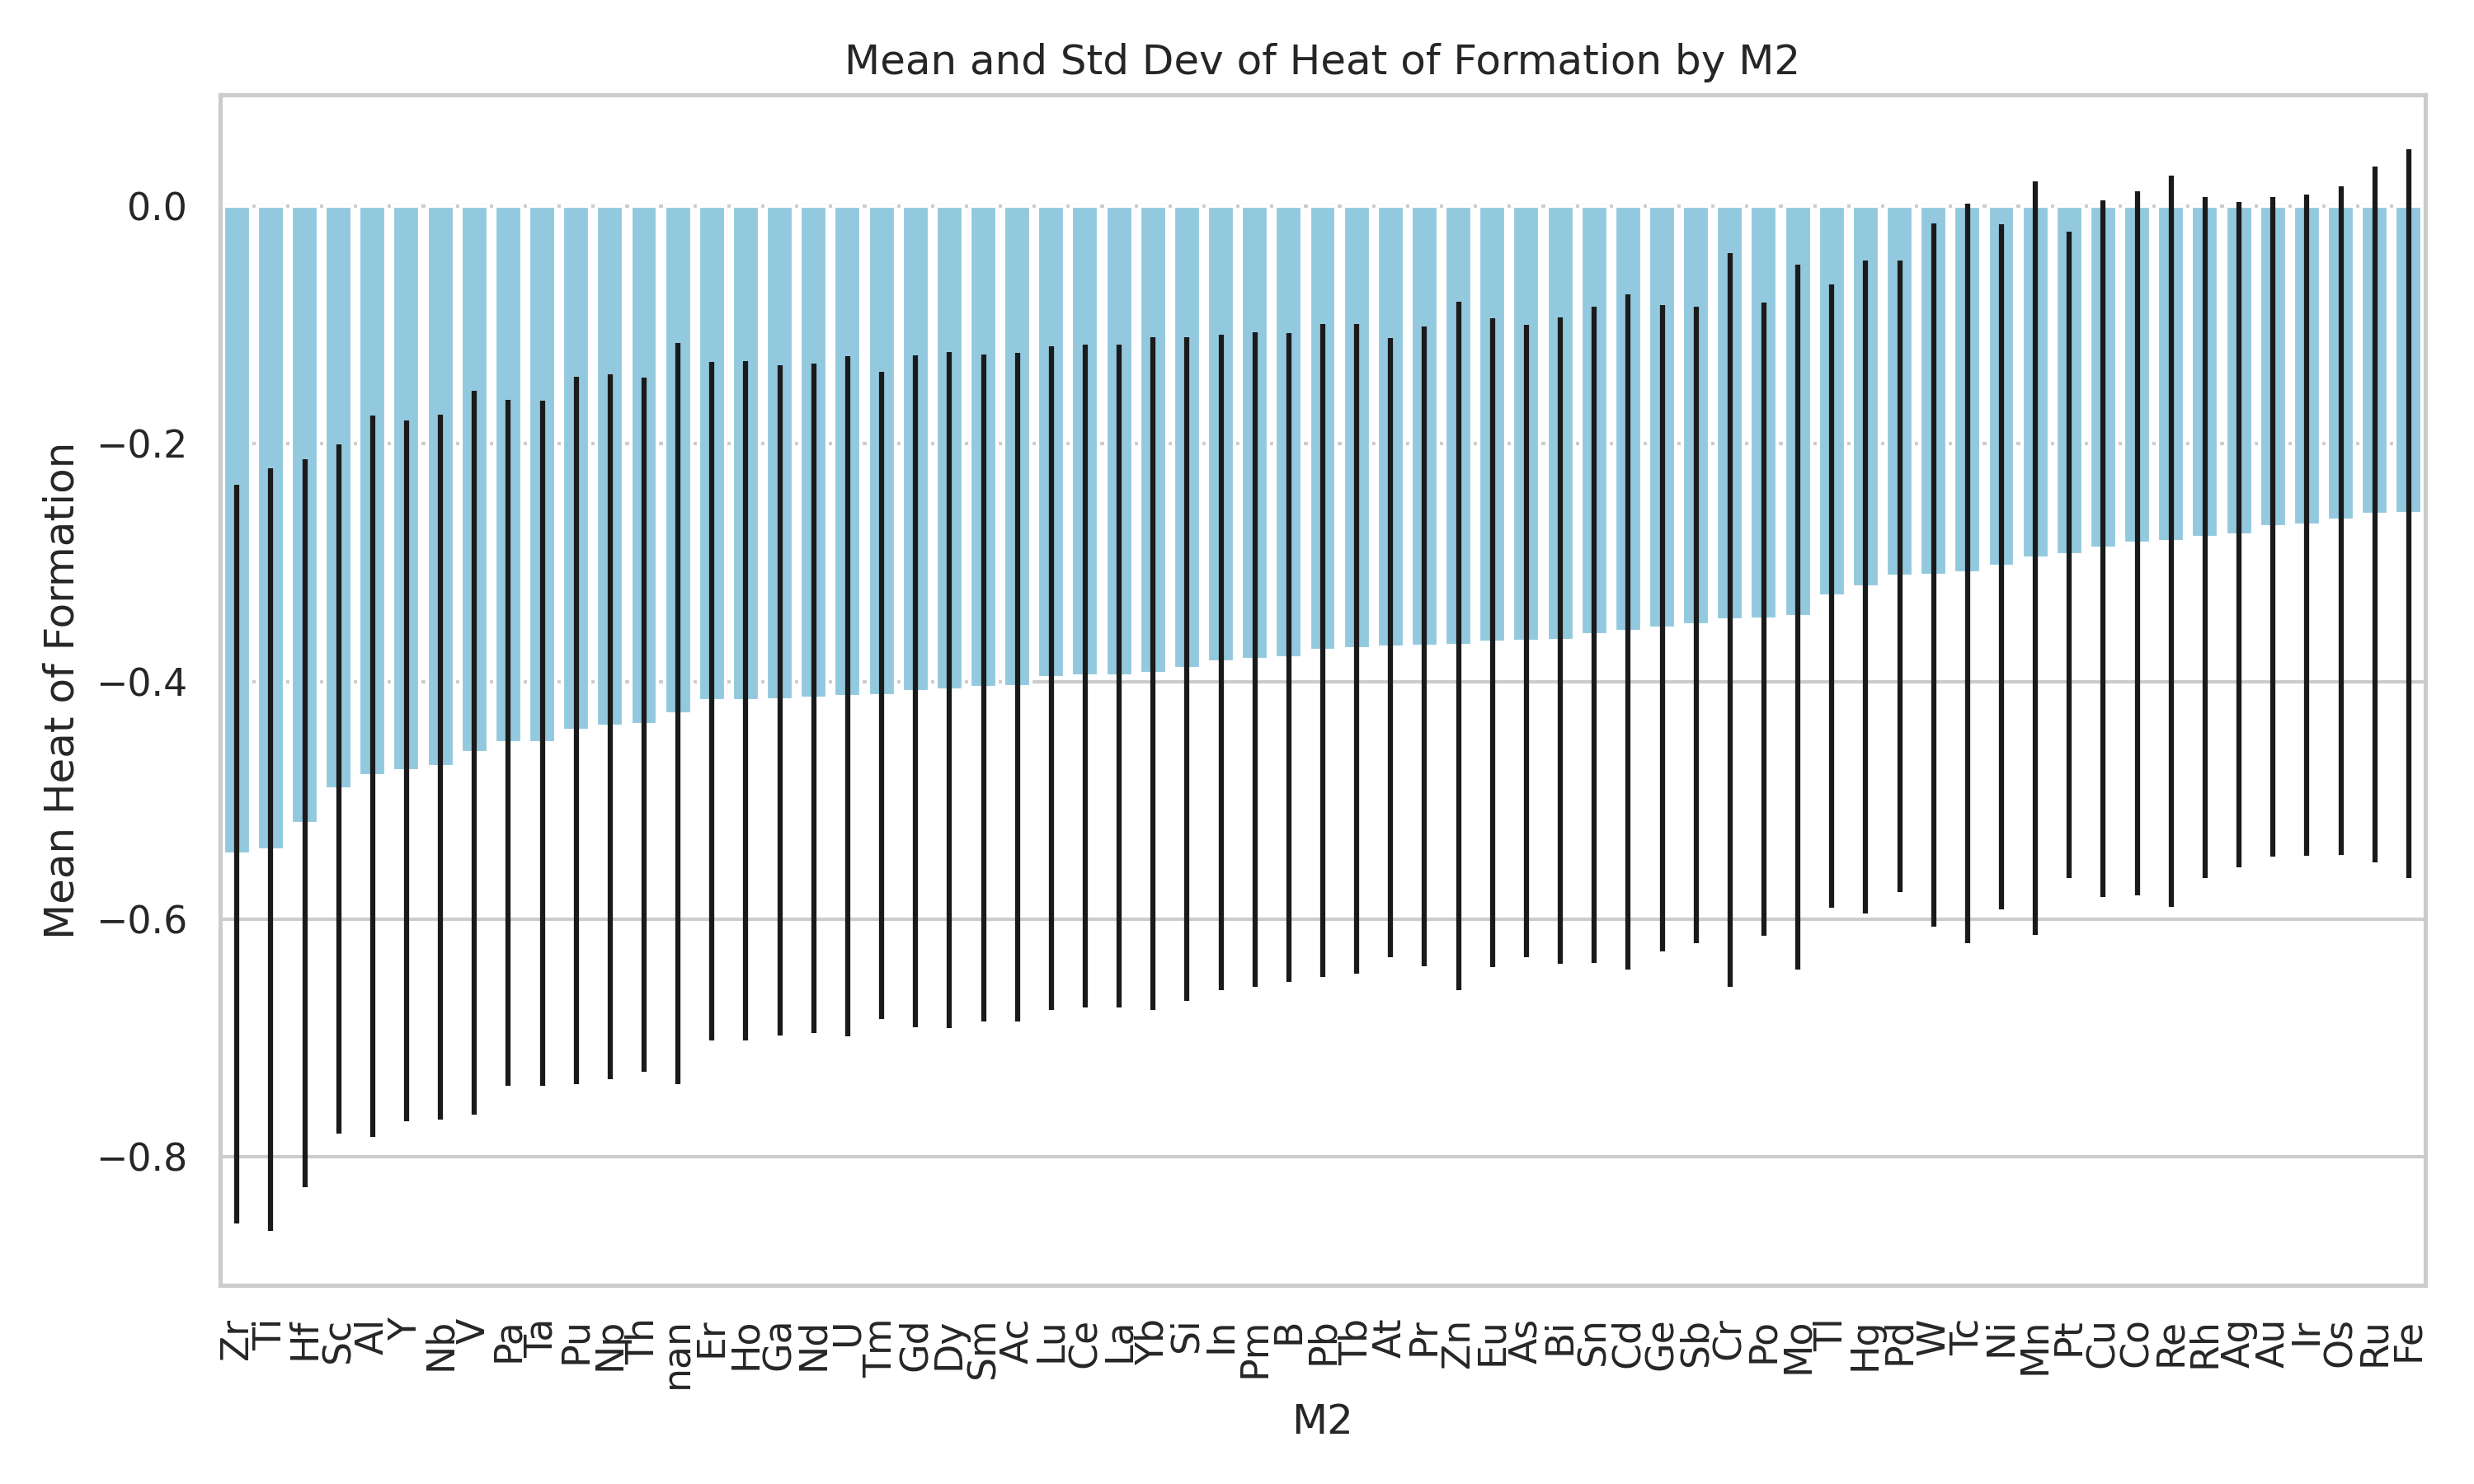 Mean and Std Dev of Heat of Formation by M2
Mean Heat of Formation
0.0
−0.2
−0.4
−0.6
−0.8
Zr
Ti
Hf
Sc
Al
Y
Nb
V
Pa
Ta
Pu
Np
Th
nan
Er
Ho
Ga
Nd
U
Tm
Gd
Dy
Sm
Ac
Lu
Ce
La
Yb
Si
In
Pm
B
Pb
Tb
At
Pr
Zn
Eu
As
Bi
Sn
Cd
Ge
Sb
Cr
Po
Mo
Tl
Hg
Pd
W
Tc
Ni
Mn
Pt
Cu
Co
Re
Rh
Ag
Au
Ir
Os
Ru
Fe
M2